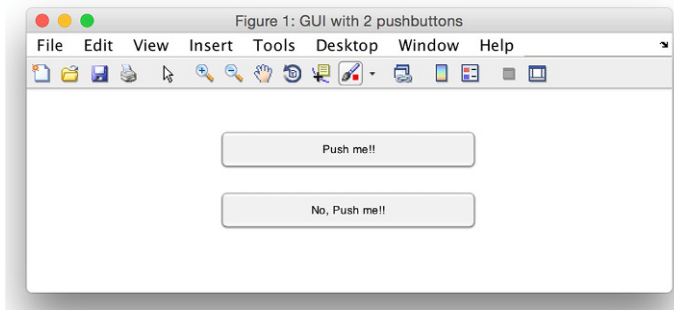 Figure 1: GUI with 2 pushbuttons
File Edit View Insert Tools Desktop Window Help
Push me!!
No, Push me!!